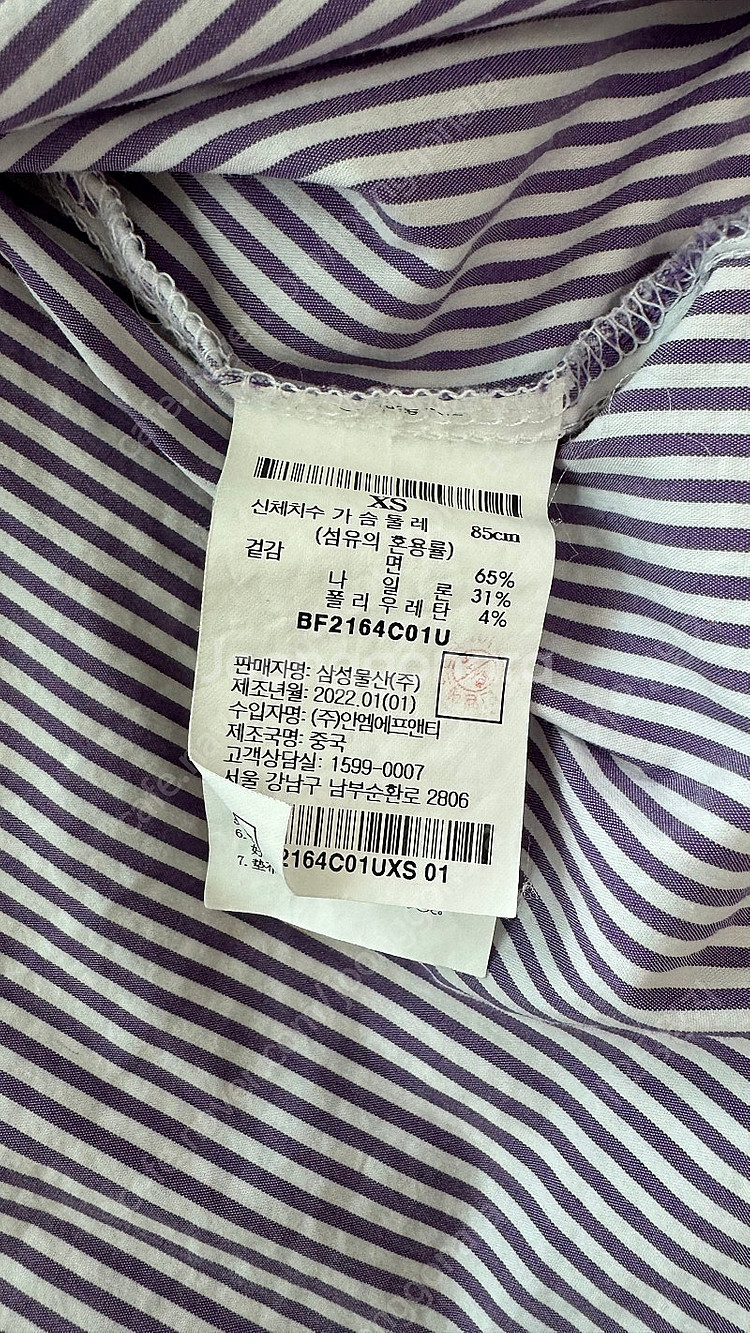 XS
신체치수 가슴둘레 85cm
(섬유의 혼용률)
겉감 면 65%
나일론 31%
폴리우레탄 4%
BF2164C01U
판매자명: 삼성물산(주)
제조년월: 2022.01(01)
수입자명: (주)안엠에프앤티
제조국명: 중국
고객상담실: 1599-0007
서울 강남구 남부순환로 2806
2164C01UXS 01
6.
7. 垫